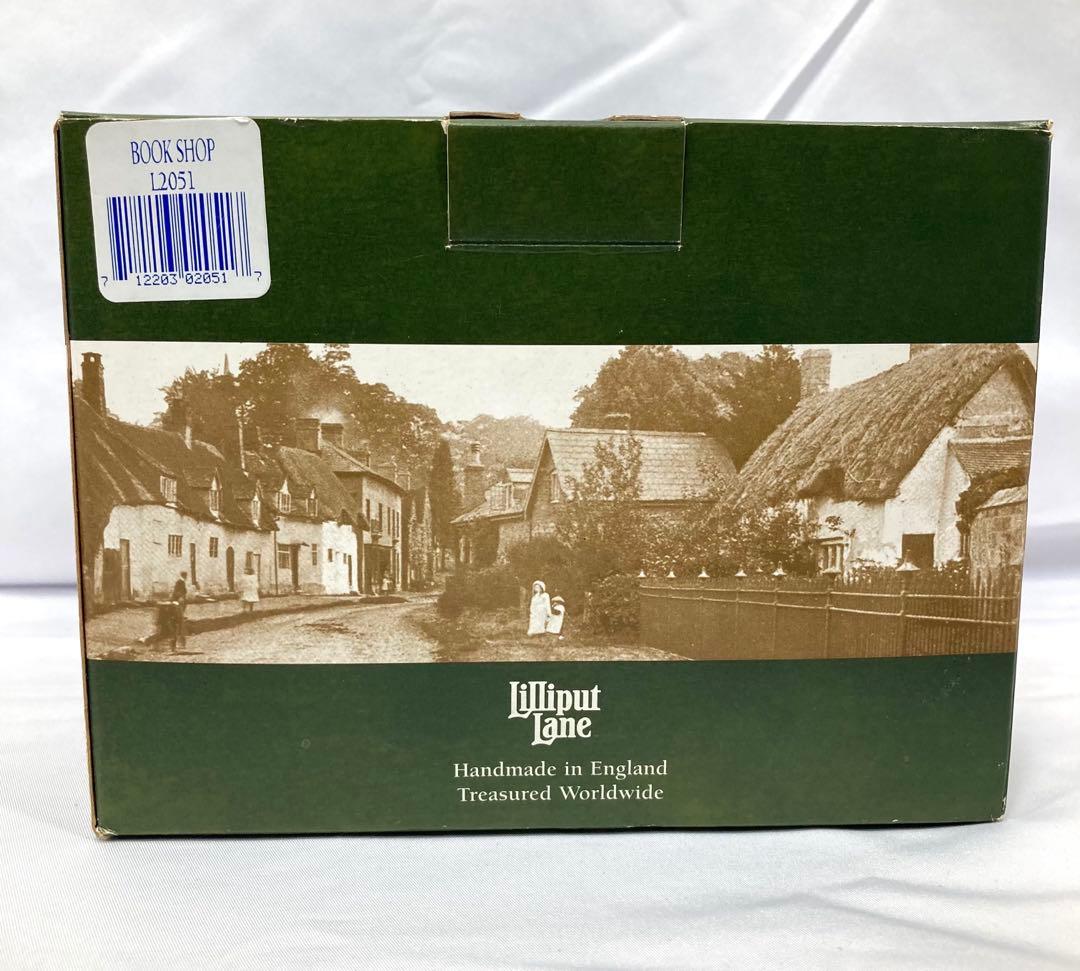 BOOK SHOP
L2051
7 12203 02051 7
Lilliput
Lane
Handmade in England
Treasured Worldwide